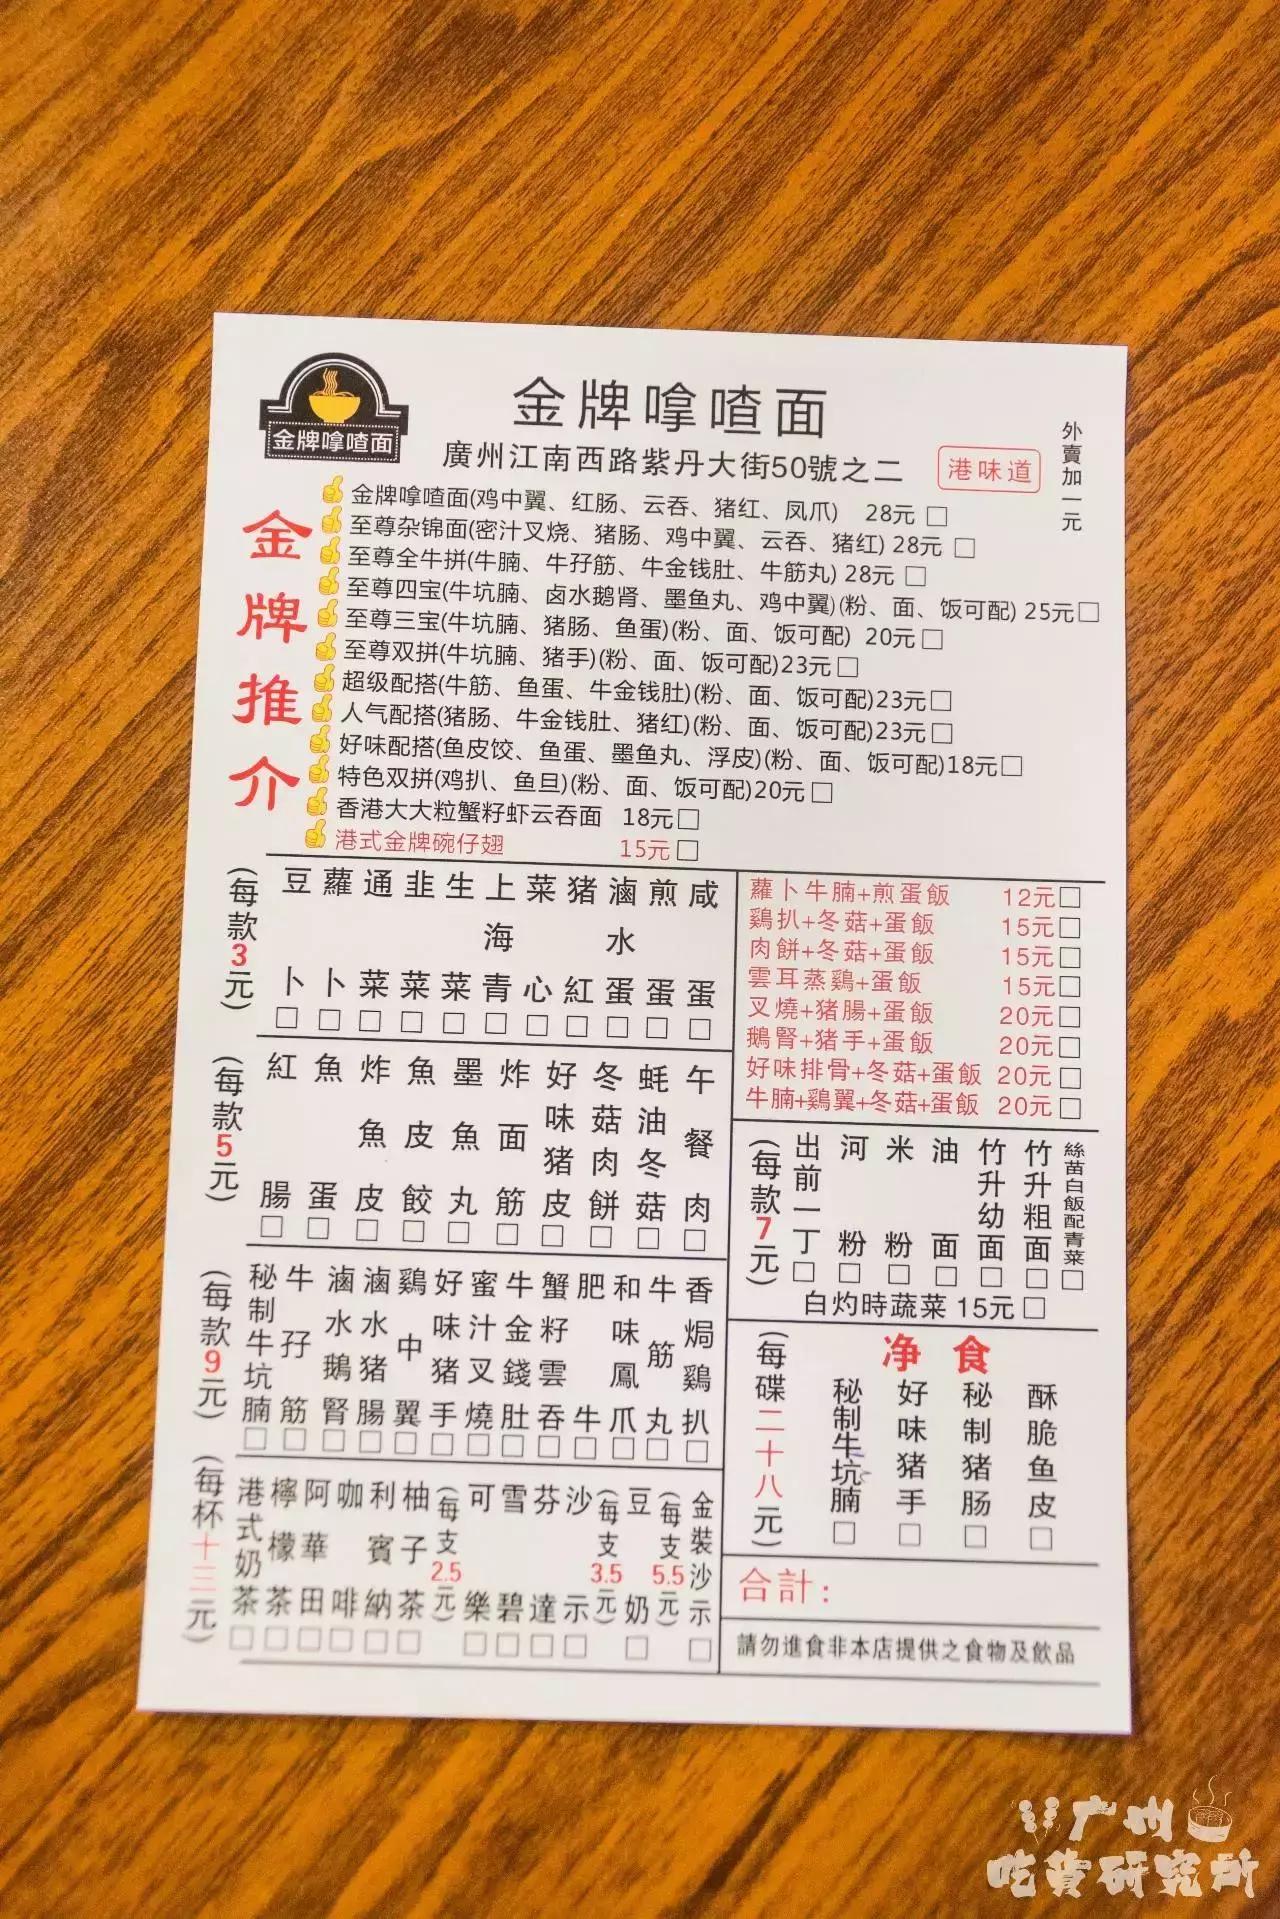 金牌嗱喳面
金牌嗱喳面
廣州江南西路紫丹大街50號之二
港味道
外賣加一元
金牌推介
金牌嗱喳面(鸡中翼、红肠、云吞、猪红、凤爪) 28元
至尊杂锦面(密汁叉烧、猪肠、鸡中翼、云吞、猪红) 28元
至尊全牛拼(牛腩、牛孖筋、牛金钱肚、牛筋丸) 28元
至尊四宝(牛坑腩、卤水鹅肾、墨鱼丸、鸡中翼)(粉、面、饭可配) 25元
至尊三宝(牛坑腩、猪肠、鱼蛋)(粉、面、饭可配) 20元
至尊双拼(牛坑腩、猪手)(粉、面、饭可配)23元
超级配搭(牛筋、鱼蛋、牛金钱肚)(粉、面、饭可配)23元
人气配搭(猪肠、牛金钱肚、猪红)(粉、面、饭可配)23元
好味配搭(鱼皮饺、鱼蛋、墨鱼丸、浮皮)(粉、面、饭可配)18元
特色双拼(鸡扒、鱼旦)(粉、面、饭可配)20元
香港大大粒蟹籽虾云吞面 18元
港式金牌碗仔翅 15元
(每款3元)
豆卜
蘿卜
通菜
韭菜
生菜
上海青
菜心
猪紅
滷水蛋
煎蛋
咸蛋
(每款5元)
紅腸
魚蛋
炸魚皮
魚皮餃
墨魚丸
炸面筋
好味猪皮
冬菇肉餅
蚝油冬菇
午餐肉
(每款9元)
秘制牛坑腩
牛孖筋
滷水鵝腎
滷水猪腸
鷄中翼
好味猪手
蜜汁叉燒
牛金錢肚
蟹籽雲吞
肥牛
和味鳳爪
牛筋丸
香焗鷄扒
(每杯十三元)
港式奶茶
檸檬茶
阿華田
咖啡
利賓納
柚子茶
(每支2.5元)
可樂
雪碧
芬達
沙示
(每支3.5元)
豆奶
(每支5.5元)
金裝沙示
蘿卜牛腩+煎蛋飯 12元
鷄扒+冬菇+蛋飯 15元
肉餅+冬菇+蛋飯 15元
雲耳蒸鷄+蛋飯 15元
叉燒+猪腸+蛋飯 20元
鵝腎+猪手+蛋飯 20元
好味排骨+冬菇+蛋飯 20元
牛腩+鷄翼+冬菇+蛋飯 20元
(每款7元)
出前一丁
河粉
米粉
油面
竹升幼面
竹升粗面
絲苗白飯配青菜
白灼時蔬菜 15元
净食
(每碟二十八元)
秘制牛坑腩
好味猪手
秘制猪肠
酥脆鱼皮
合計:
請勿進食非本店提供之食物及飲品
广州
吃货研究所